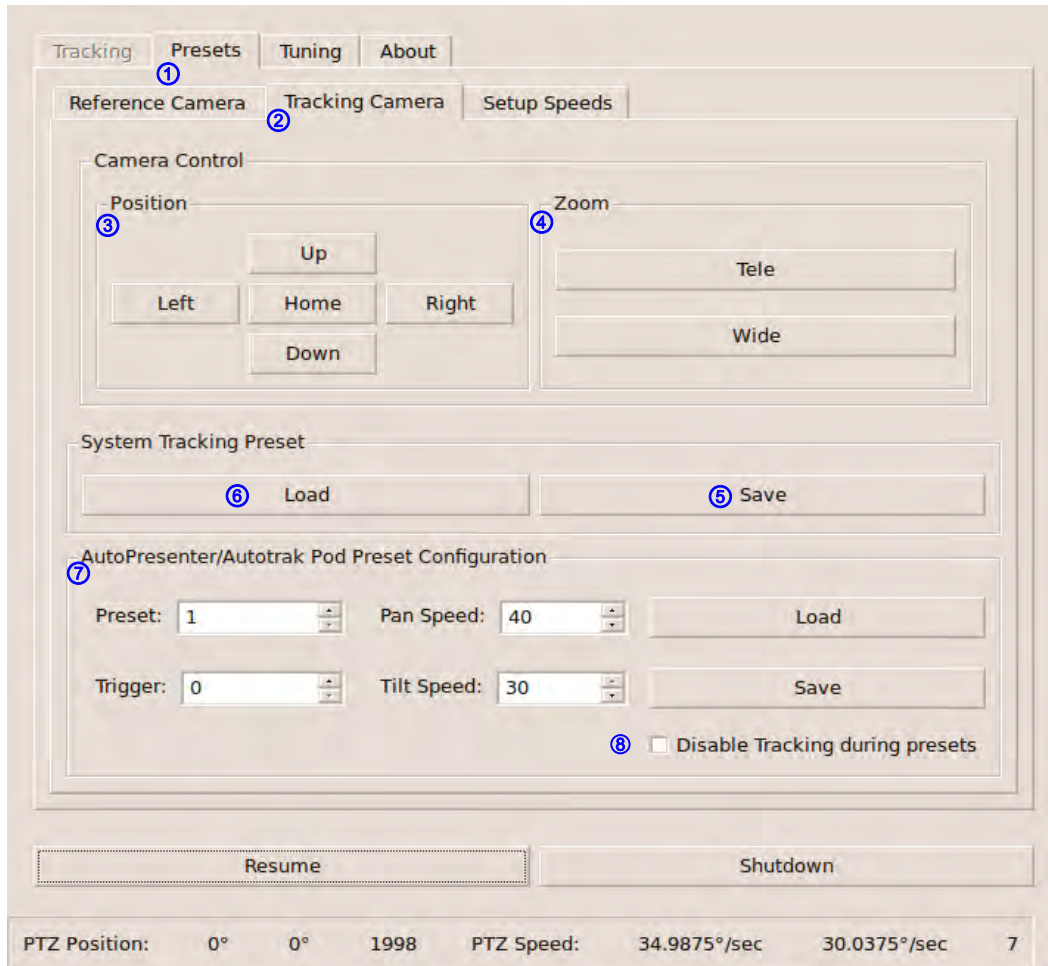 Tracking Presets Tuning About
①
Reference Camera Tracking Camera Setup Speeds
②
Camera Control
Position
③
Up
Left Home Right
Down
Zoom
④
Tele
Wide
System Tracking Preset
⑥ Load ⑤ Save
AutoPresenter/Autotrak Pod Preset Configuration
⑦
Preset: 1 Pan Speed: 40 Load
Trigger: 0 Tilt Speed: 30 Save
⑧ Disable Tracking during presets
Resume Shutdown
PTZ Position: 0° 0° 1998 PTZ Speed: 34.9875°/sec 30.0375°/sec 7